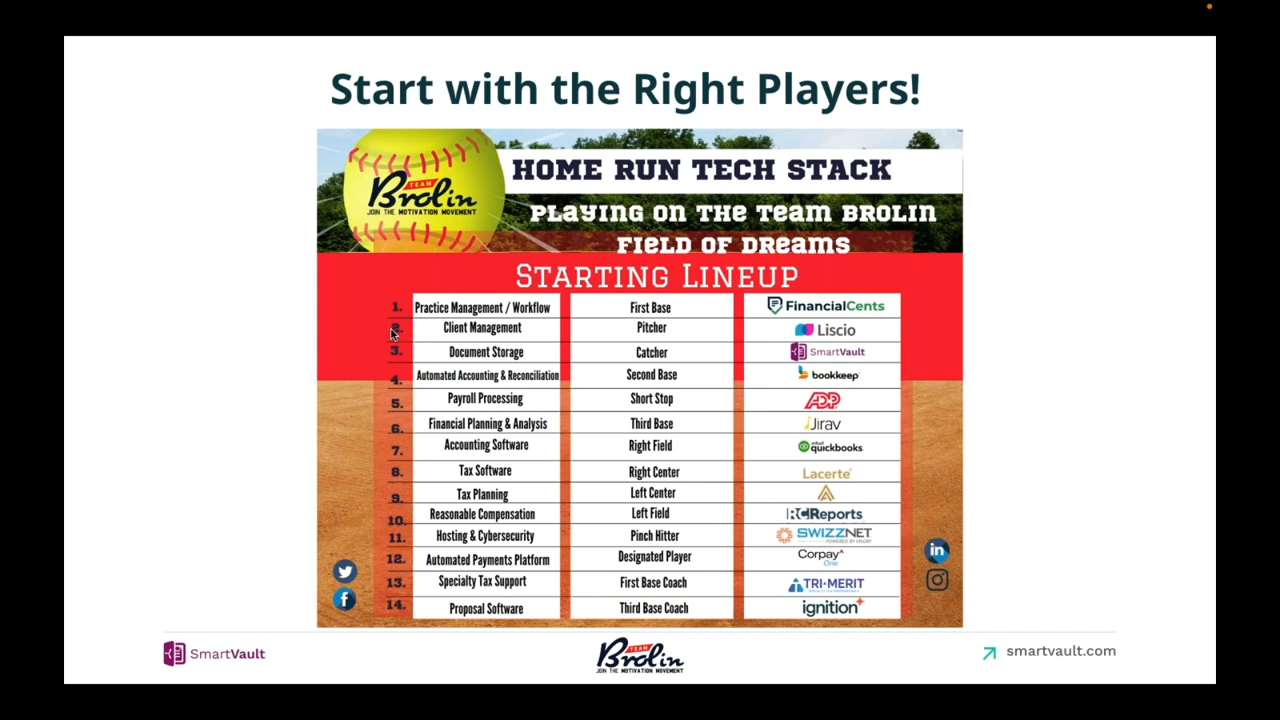 Start with the Right Players!
TEAM
Brolin
JOIN THE MOTIVATION MOVEMENT
HOME RUN TECH STACK
PLAYING ON THE TEAM BROLIN
FIELD OF DREAMS
STARTING LINEUP
1. Practice Management / Workflow First Base FinancialCents
Client Management Pitcher Liscio
3. Document Storage Catcher SmartVault
4. Automated Accounting & Reconciliation Second Base bookkeep
5. Payroll Processing Short Stop ADP
6. Financial Planning & Analysis Third Base Jirav
7. Accounting Software Right Field intuit quickbooks
8. Tax Software Right Center Lacerte
9. Tax Planning Left Center
10. Reasonable Compensation Left Field RCReports
11. Hosting & Cybersecurity Pinch Hitter SWIZZNET
POWERED BY VISORY
12. Automated Payments Platform Designated Player Corpay^ One
13. Specialty Tax Support First Base Coach TRI-MERIT
14. Proposal Software Third Base Coach ignition
in
f
SmartVault
TEAM
Brolin
JOIN THE MOTIVATION MOVEMENT
smartvault.com